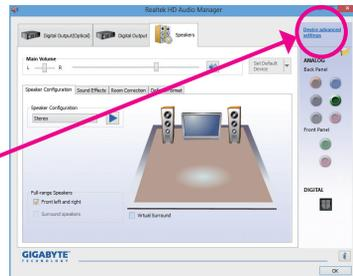 Realtek HD Audio Manager
Digital Output(Optical)
Digital Output
Speakers
Device advanced
settings
Main Volume
L
R
Set Default
Device
ANALOG
Back Panel
Speaker Configuration
Sound Effects
Room Correction
Speaker Configuration
Stereo
Front Panel
Full-range Speakers
Front left and right
Surround speakers
Virtual Surround
DIGITAL
GIGABYTE
TECHNOLOGY
OK